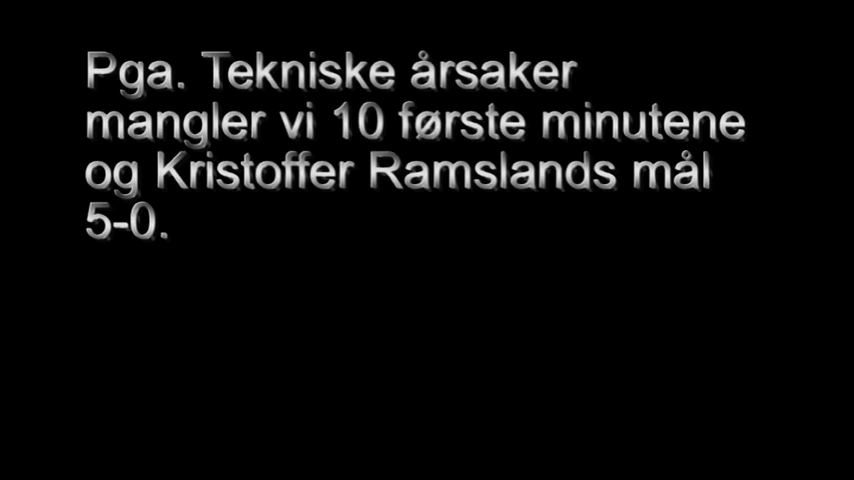 Pga. Tekniske årsaker
mangler vi 10 første minutene
og Kristoffer Ramslands mål
5-0.